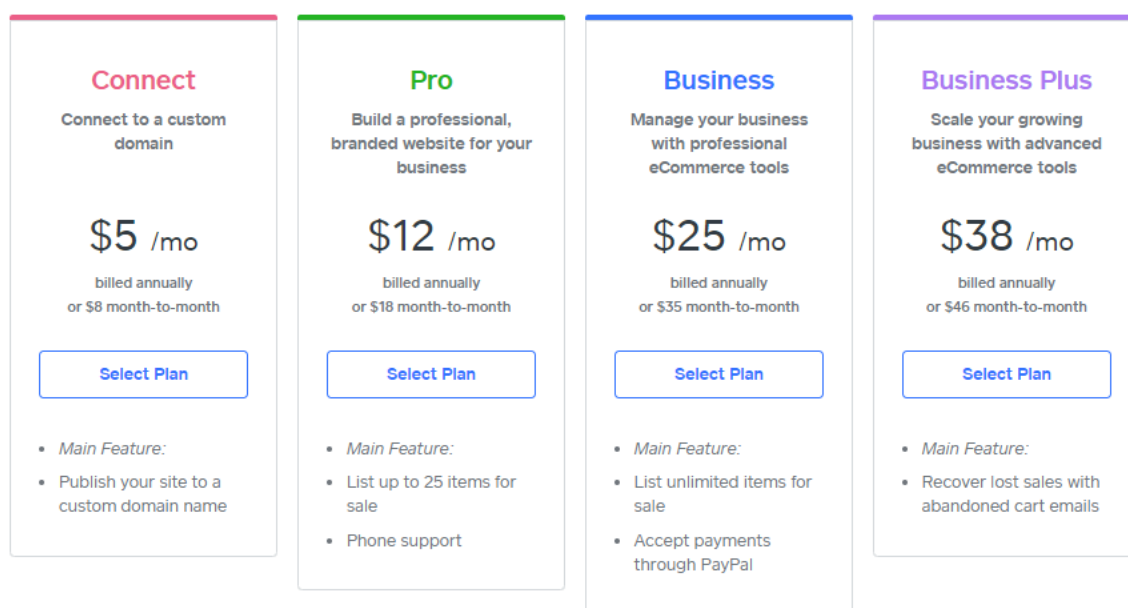 Connect
Connect to a custom
domain
$5 /mo
billed annually
or $8 month-to-month
Select Plan
• Main Feature:
• Publish your site to a
custom domain name
Pro
Build a professional,
branded website for your
business
$12 /mo
billed annually
or $18 month-to-month
Select Plan
• Main Feature:
• List up to 25 items for
sale
• Phone support
Business
Manage your business
with professional
eCommerce tools
$25 /mo
billed annually
or $35 month-to-month
Select Plan
• Main Feature:
• List unlimited items for
sale
• Accept payments
through PayPal
Business Plus
Scale your growing
business with advanced
eCommerce tools
$38 /mo
billed annually
or $46 month-to-month
Select Plan
• Main Feature:
• Recover lost sales with
abandoned cart emails